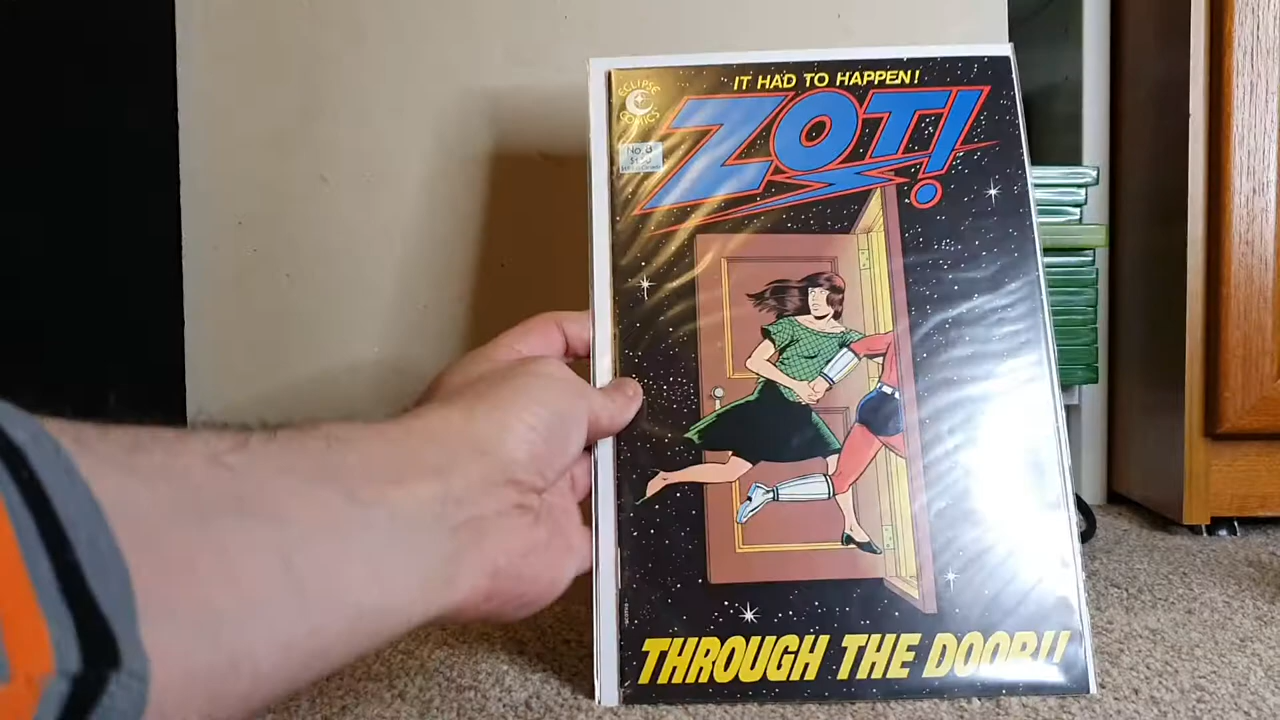 IT HAD TO HAPPEN!
ECLIPSE
COMICS
ZOT!
THROUGH THE DOOR!!